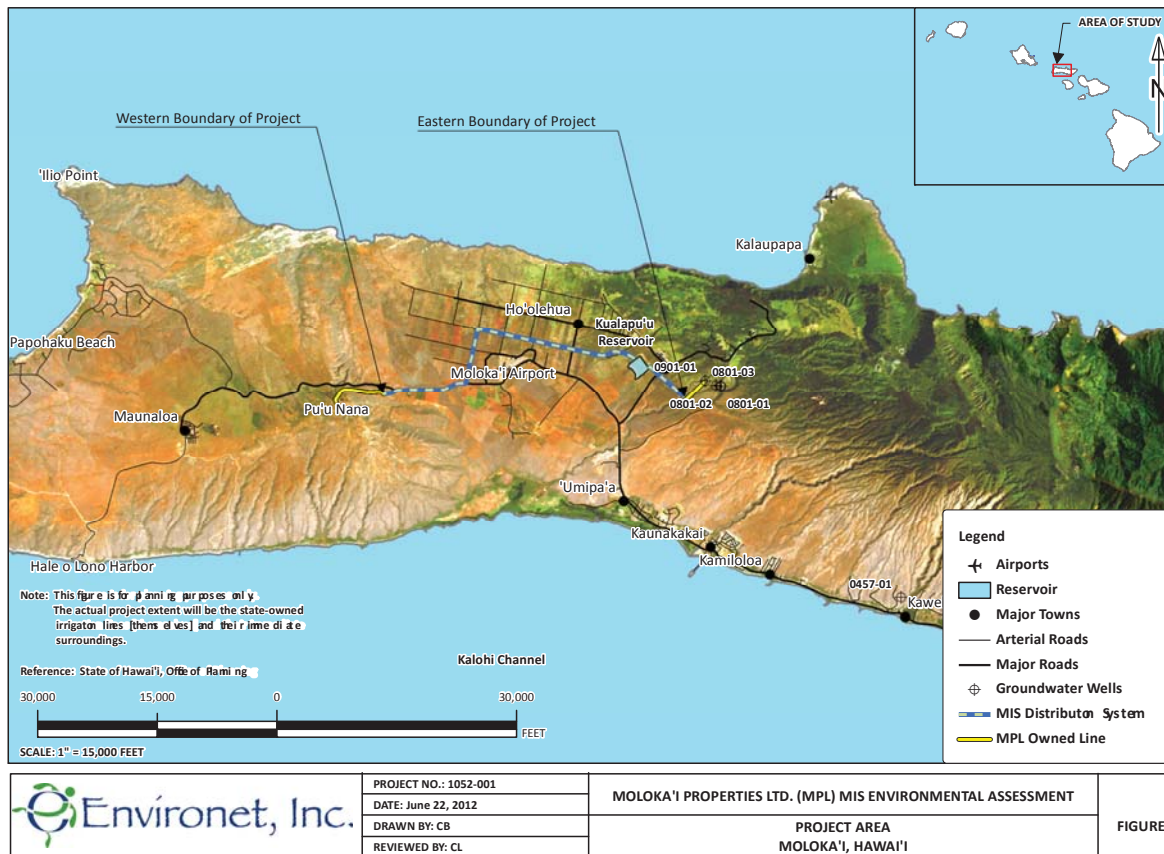 AREA OF STUDY
N
Western Boundary of Project
Eastern Boundary of Project
'Ilio Point
Kalaupapa
Ho'olehua
Kualapu'u
Reservoir
Papohaku Beach
0901-01
0801-03
Moloka'i Airport
0801-02
0801-01
Pu'u Nana
Maunaloa
'Umipa'a
Kaunakakai
Kamiloloa
0457-01
Kawe
Hale o Lono Harbor
Kalohi Channel
Note: This figure is for planning purposes only.
The actual project extent will be the state-owned
irrigaton lines [themselves] and their immediate
surroundings.
Reference: State of Hawai'i, Office of Planning
30,000
15,000
0
30,000
FEET
SCALE: 1" = 15,000 FEET
Legend
Airports
Reservoir
Major Towns
Arterial Roads
Major Roads
Groundwater Wells
MIS Distributon System
MPL Owned Line
Environet, Inc.
PROJECT NO.: 1052-001
DATE: June 22, 2012
DRAWN BY: CB
REVIEWED BY: CL
MOLOKA'I PROPERTIES LTD. (MPL) MIS ENVIRONMENTAL ASSESSMENT
PROJECT AREA
MOLOKA'I, HAWAI'I
FIGURE